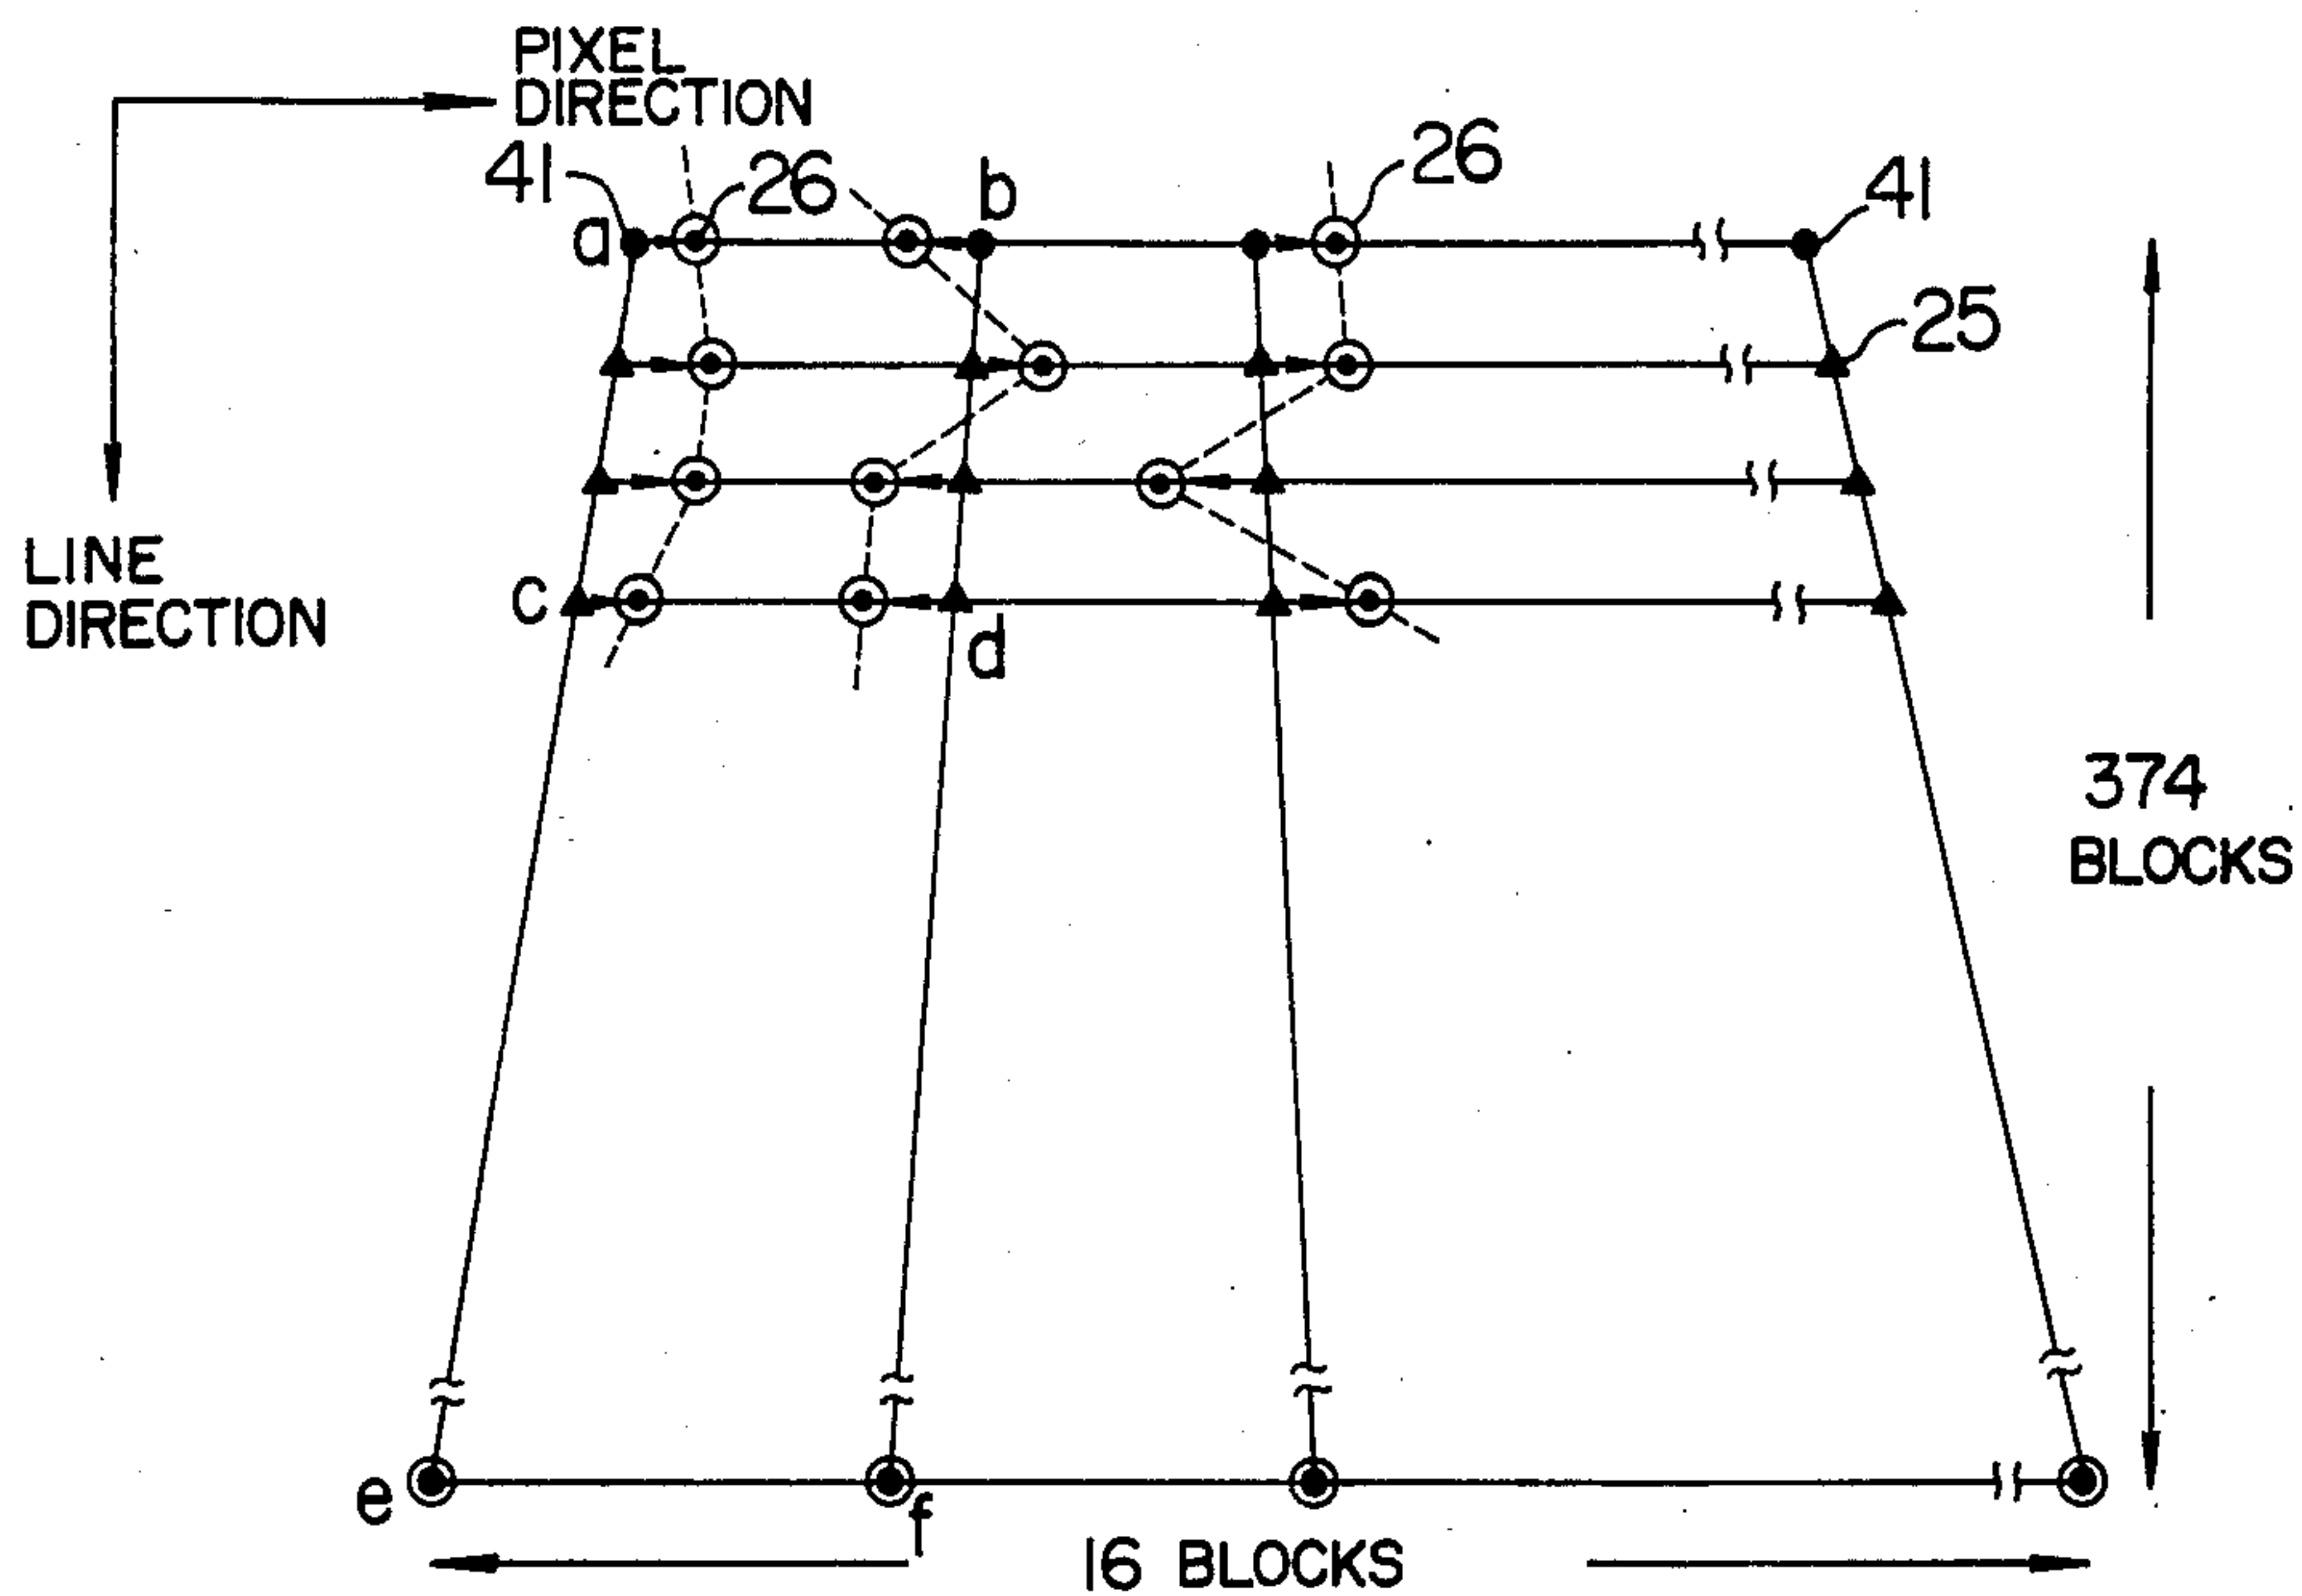 PIXEL
DIRECTION
41
26
b
26
41
a
25
LINE
DIRECTION
c
d
374
BLOCKS
e
f
16 BLOCKS